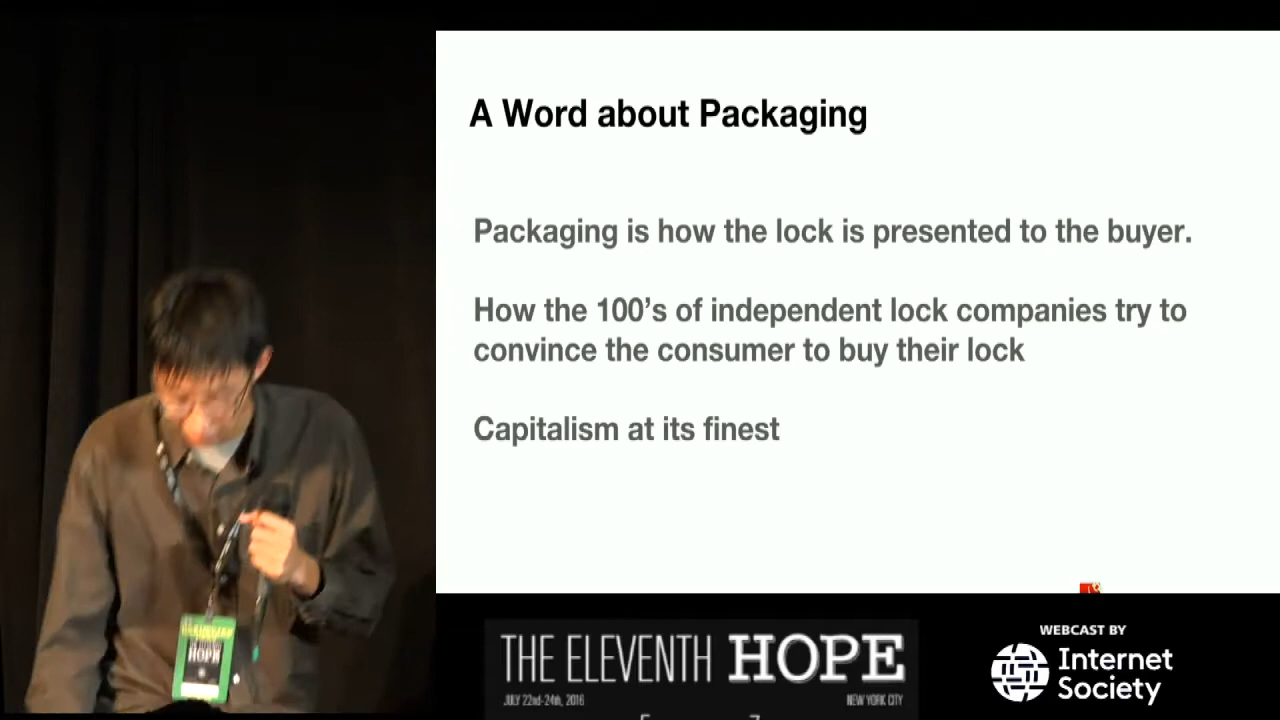 A Word about Packaging
Packaging is how the lock is presented to the buyer.
How the 100's of independent lock companies try to
convince the consumer to buy their lock
Capitalism at its finest
HOPE
THE ELEVENTH HOPE
JULY 22nd-24th, 2016
NEW YORK CITY
WEBCAST BY
Internet
Society